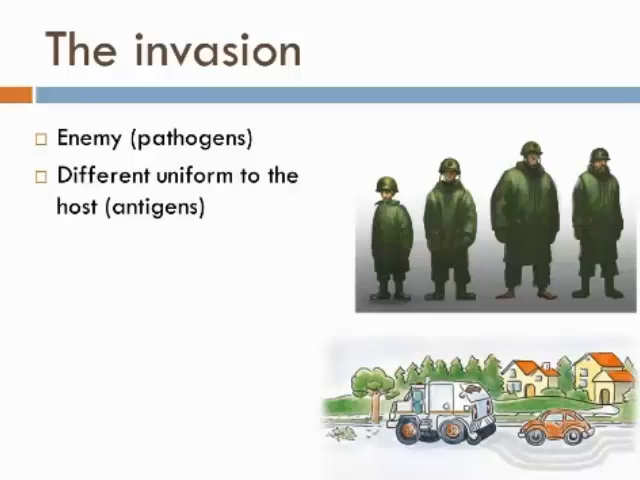 The invasion
Enemy (pathogens)
Different uniform to the
host (antigens)